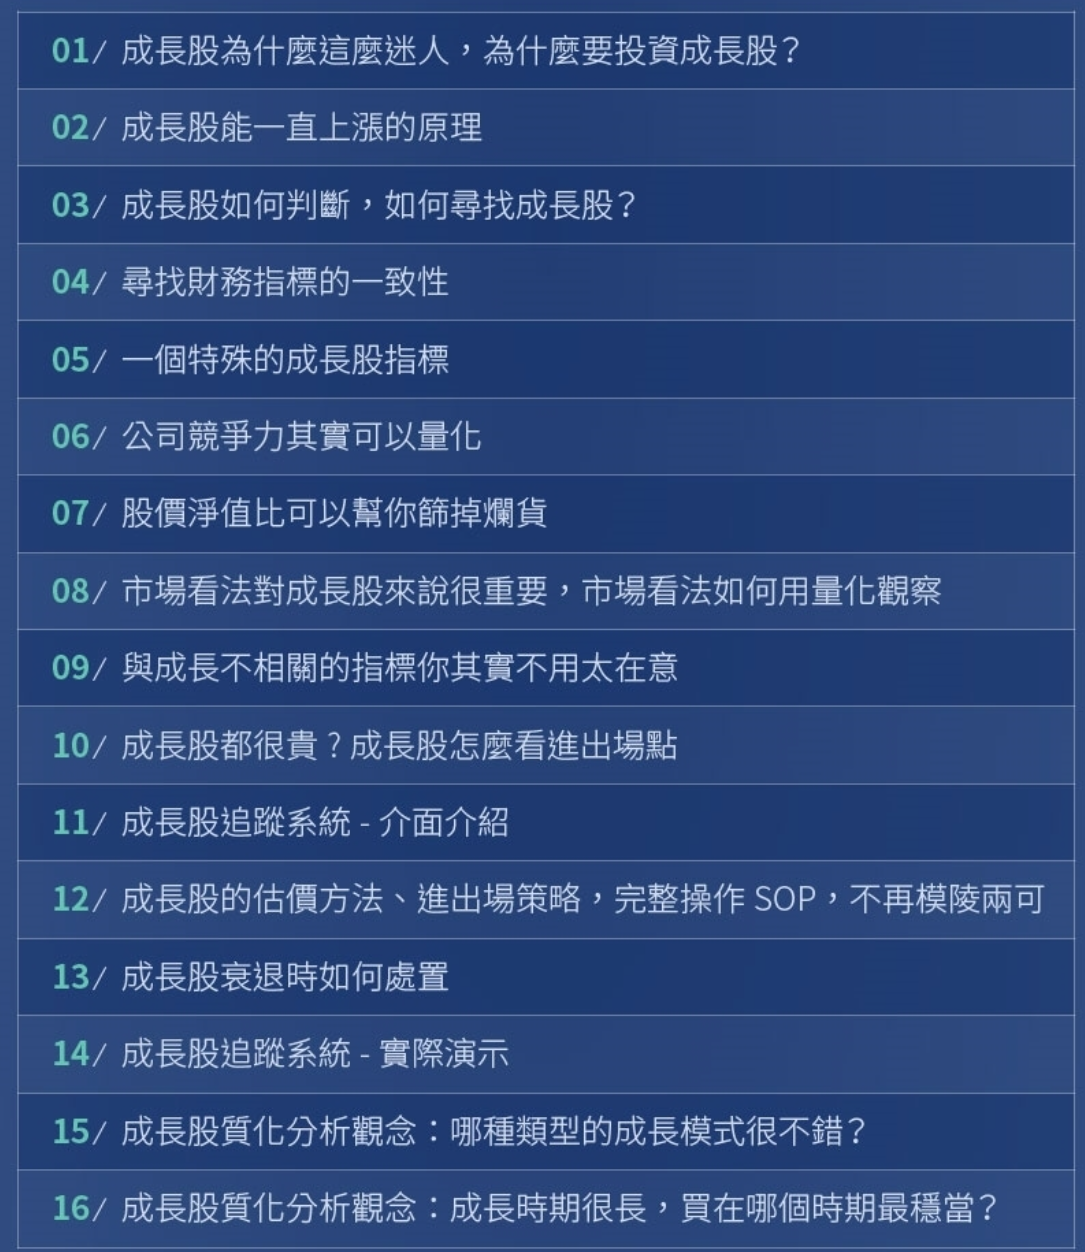 01/ 成長股為什麼這麼迷人，為什麼要投資成長股？
02/ 成長股能一直上漲的原理
03/ 成長股如何判斷，如何尋找成長股？
04/ 尋找財務指標的一致性
05/ 一個特殊的成長股指標
06/ 公司競爭力其實可以量化
07/ 股價淨值比可以幫你篩掉爛貨
08/ 市場看法對成長股來說很重要，市場看法如何用量化觀察
09/ 與成長不相關的指標你其實不用太在意
10/ 成長股都很貴？成長股怎麼看進出場點
11/ 成長股追蹤系統 - 介面介紹
12/ 成長股的估價方法、進出場策略，完整操作 SOP，不再模陵兩可
13/ 成長股衰退時如何處置
14/ 成長股追蹤系統 - 實際演示
15/ 成長股質化分析觀念：哪種類型的成長模式很不錯？
16/ 成長股質化分析觀念：成長時期很長，買在哪個時期最穩當？